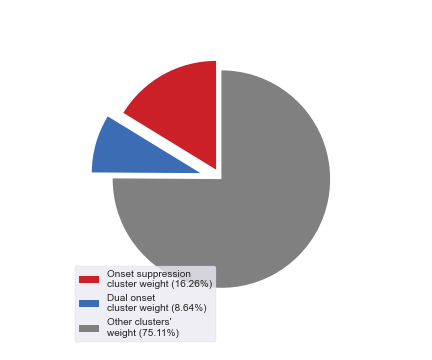 Onset suppression
cluster weight (16.26%)
Dual onset
cluster weight (8.64%)
Other clusters'
weight (75.11%)